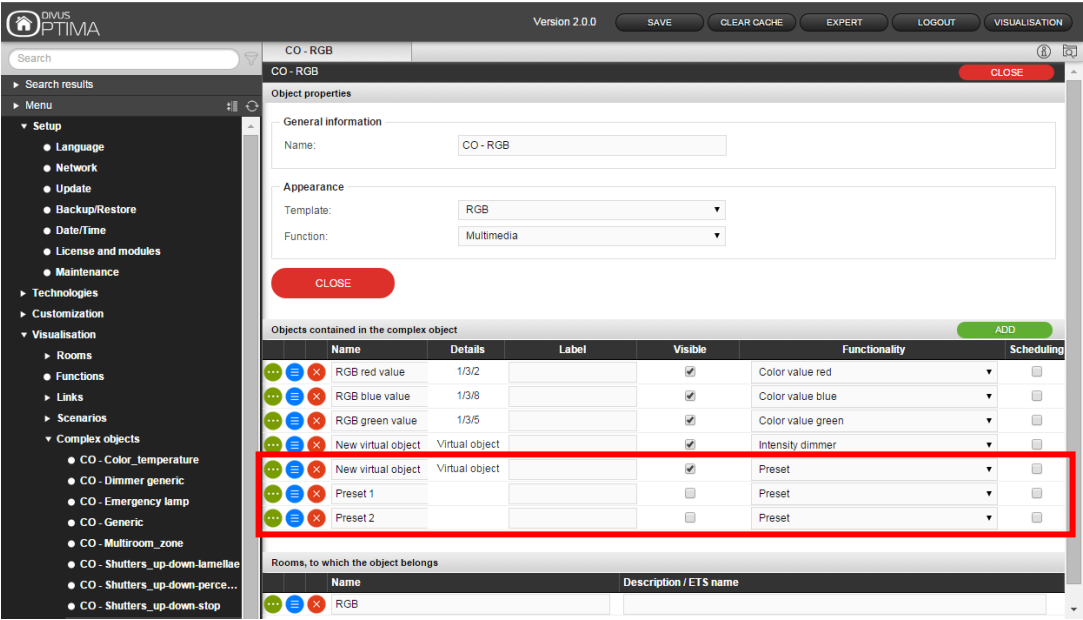 DIVUS
OPTIMA
Version 2.0.0
SAVE
CLEAR CACHE
EXPERT
LOGOUT
VISUALISATION
Search
Search results
Menu
Setup
Language
Network
Update
Backup/Restore
Date/Time
License and modules
Maintenance
Technologies
Customization
Visualisation
Rooms
Functions
Links
Scenarios
Complex objects
CO - Color_temperature
CO - Dimmer generic
CO - Emergency lamp
CO - Generic
CO - Multiroom_zone
CO - Shutters_up-down-lamellae
CO - Shutters_up-down-perce...
CO - Shutters_up-down-stop
CO - RGB
CO - RGB
CLOSE
Object properties
General information
Name: CO - RGB
Appearance
Template: RGB
Function: Multimedia
CLOSE
Objects contained in the complex object
ADD
Name Details Label Visible Functionality Scheduling
RGB red value 1/3/2 Color value red
RGB blue value 1/3/8 Color value blue
RGB green value 1/3/5 Color value green
New virtual object Virtual object Intensity dimmer
New virtual object Virtual object Preset
Preset 1 Preset
Preset 2 Preset
Rooms, to which the object belongs
Name Description / ETS name
RGB